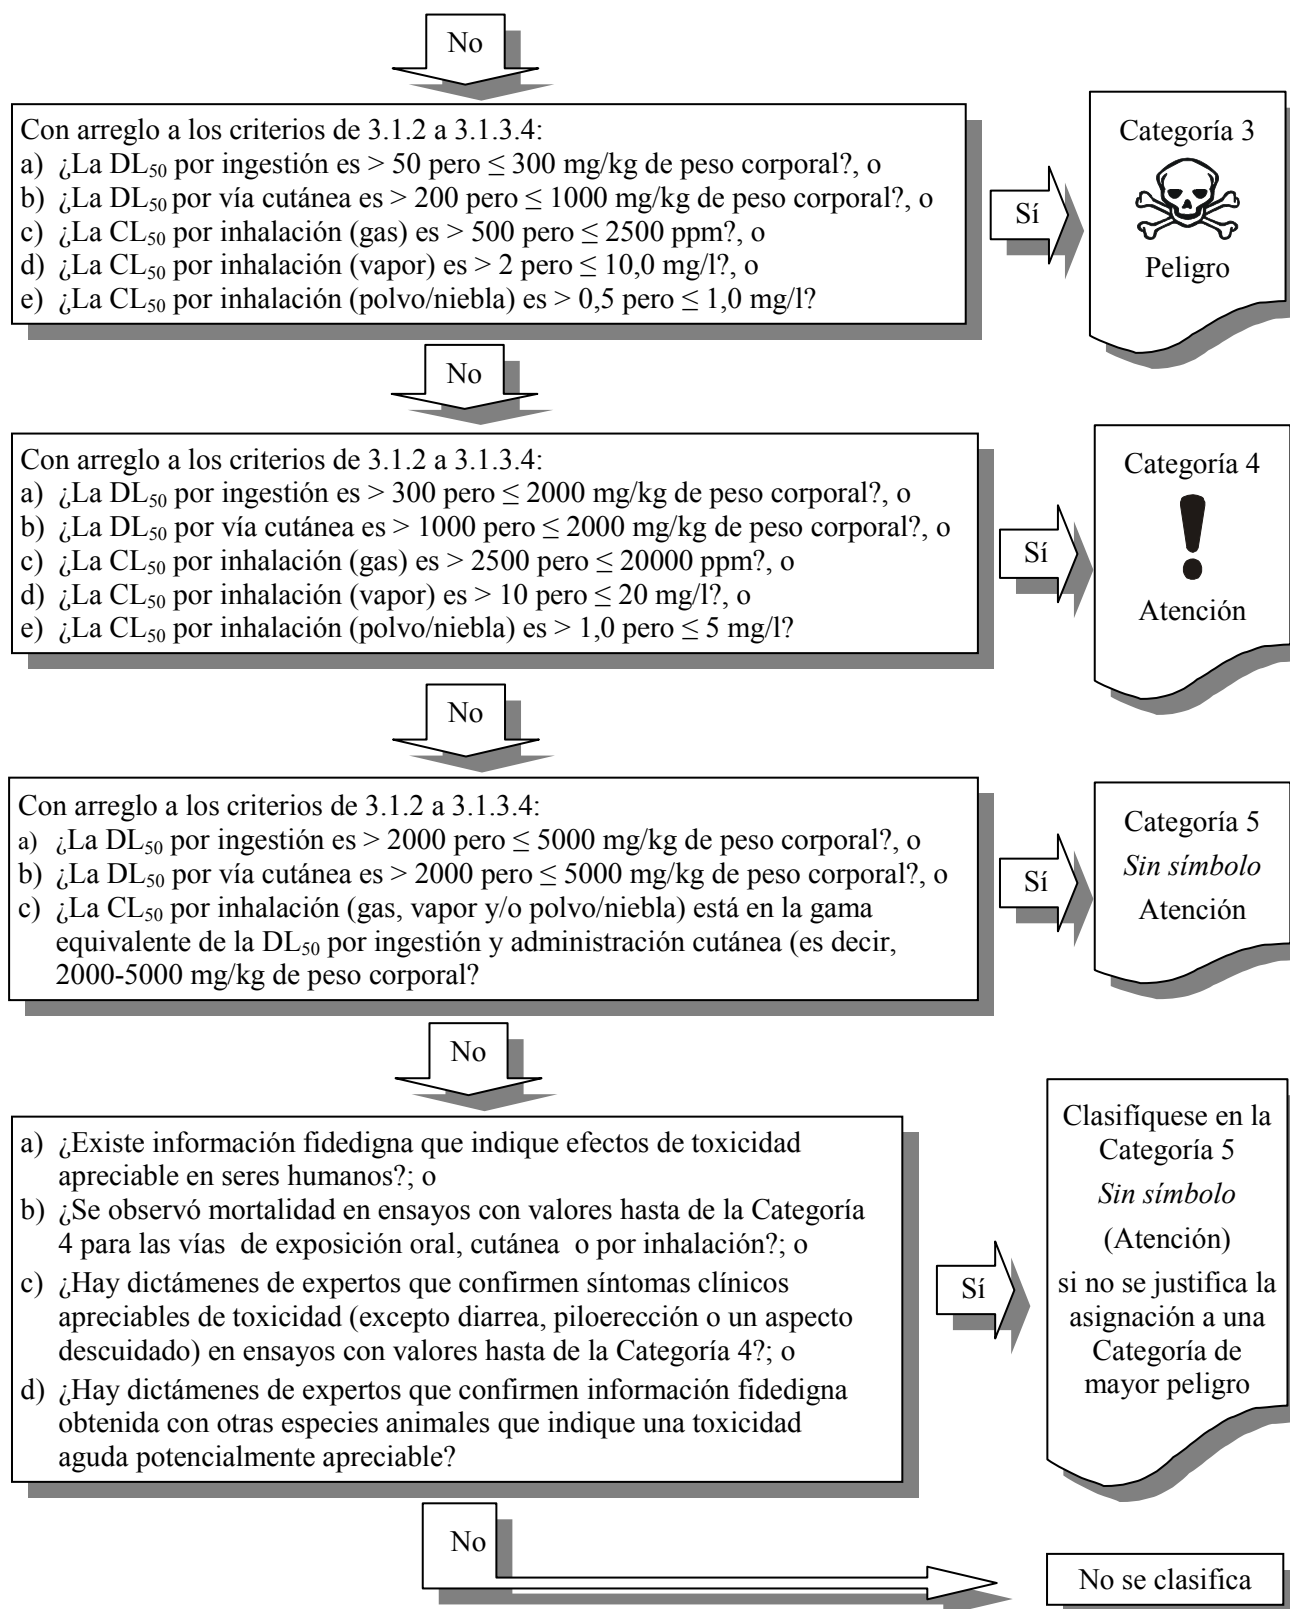 No
Con arreglo a los criterios de 3.1.2 a 3.1.3.4:
a) ¿La DL₅₀ por ingestión es > 50 pero ≤ 300 mg/kg de peso corporal?, o
b) ¿La DL₅₀ por vía cutánea es > 200 pero ≤ 1000 mg/kg de peso corporal?, o
c) ¿La CL₅₀ por inhalación (gas) es > 500 pero ≤ 2500 ppm?, o
d) ¿La CL₅₀ por inhalación (vapor) es > 2 pero ≤ 10,0 mg/l?, o
e) ¿La CL₅₀ por inhalación (polvo/niebla) es > 0,5 pero ≤ 1,0 mg/l?
Sí
Categoría 3
Peligro
No
Con arreglo a los criterios de 3.1.2 a 3.1.3.4:
a) ¿La DL₅₀ por ingestión es > 300 pero ≤ 2000 mg/kg de peso corporal?, o
b) ¿La DL₅₀ por vía cutánea es > 1000 pero ≤ 2000 mg/kg de peso corporal?, o
c) ¿La CL₅₀ por inhalación (gas) es > 2500 pero ≤ 20000 ppm?, o
d) ¿La CL₅₀ por inhalación (vapor) es > 10 pero ≤ 20 mg/l?, o
e) ¿La CL₅₀ por inhalación (polvo/niebla) es > 1,0 pero ≤ 5 mg/l?
Sí
Categoría 4
Atención
No
Con arreglo a los criterios de 3.1.2 a 3.1.3.4:
a) ¿La DL₅₀ por ingestión es > 2000 pero ≤ 5000 mg/kg de peso corporal?, o
b) ¿La DL₅₀ por vía cutánea es > 2000 pero ≤ 5000 mg/kg de peso corporal?, o
c) ¿La CL₅₀ por inhalación (gas, vapor y/o polvo/niebla) está en la gama
equivalente de la DL₅₀ por ingestión y administración cutánea (es decir,
2000-5000 mg/kg de peso corporal?
Sí
Categoría 5
Sin símbolo
Atención
No
a) ¿Existe información fidedigna que indique efectos de toxicidad
apreciable en seres humanos?; o
b) ¿Se observó mortalidad en ensayos con valores hasta de la Categoría
4 para las vías de exposición oral, cutánea o por inhalación?; o
c) ¿Hay dictámenes de expertos que confirmen síntomas clínicos
apreciables de toxicidad (excepto diarrea, piloerección o un aspecto
descuidado) en ensayos con valores hasta de la Categoría 4?; o
d) ¿Hay dictámenes de expertos que confirmen información fidedigna
obtenida con otras especies animales que indique una toxicidad
aguda potencialmente apreciable?
Sí
Clasifíquese en la
Categoría 5
Sin símbolo
(Atención)
si no se justifica la
asignación a una
Categoría de
mayor peligro
No
No se clasifica